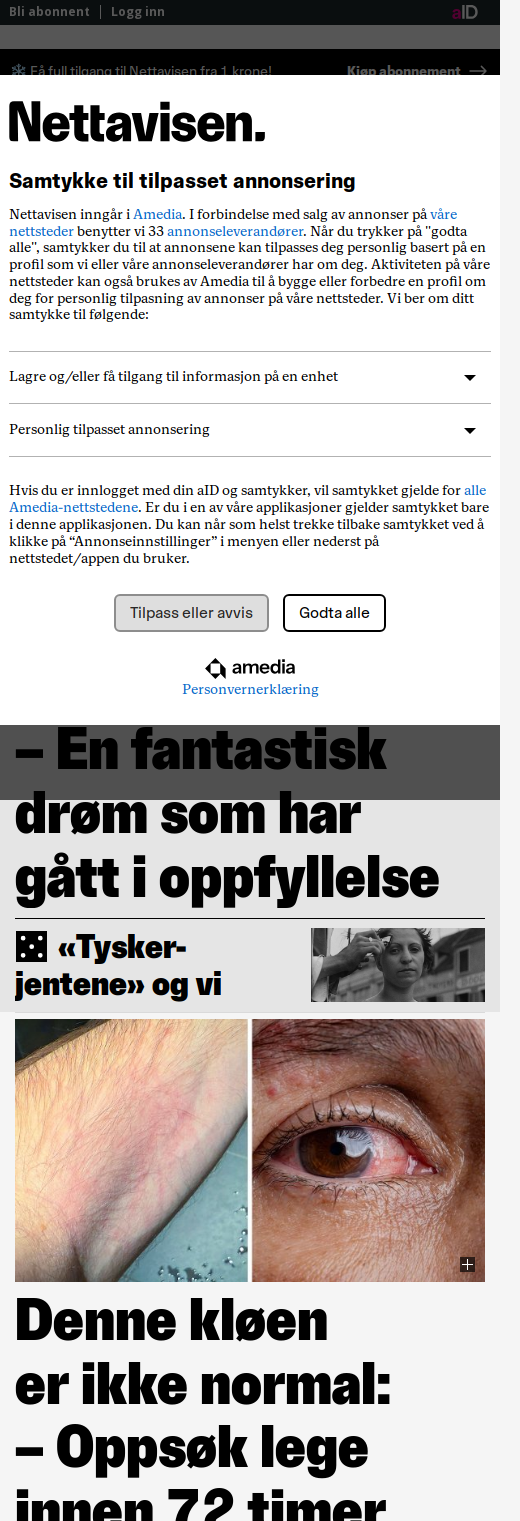 Bli abonnent | Logg inn
aID
Få full tilgang til Nettavisen fra 1 krone!
Kjøp abonnement →
Nettavisen.
Samtykke til tilpasset annonsering
Nettavisen inngår i Amedia. I forbindelse med salg av annonser på våre
nettsteder benytter vi 33 annonseleverandører. Når du trykker på "godta
alle", samtykker du til at annonsene kan tilpasses deg personlig basert på en
profil som vi eller våre annonseleverandører har om deg. Aktiviteten på våre
nettsteder kan også brukes av Amedia til å bygge eller forbedre en profil om
deg for personlig tilpasning av annonser på våre nettsteder. Vi ber om ditt
samtykke til følgende:
Lagre og/eller få tilgang til informasjon på en enhet
Personlig tilpasset annonsering
Hvis du er innlogget med din aID og samtykker, vil samtykket gjelde for alle
Amedia-nettstedene. Er du i en av våre applikasjoner gjelder samtykket bare
i denne applikasjonen. Du kan når som helst trekke tilbake samtykket ved å
klikke på “Annonseinnstillinger” i menyen eller nederst på
nettstedet/appen du bruker.
Tilpass eller avvis
Godta alle
amedia
Personvernerklæring
– En fantastisk
drøm som har
gått i oppfyllelse
«Tysker-
jentene» og vi
Denne kløen
er ikke normal:
– Oppsøk lege
innen 72 timer